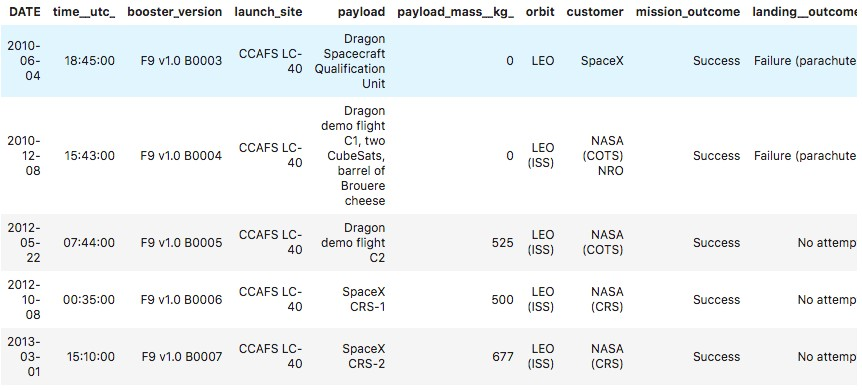 DATE time__utc_ booster_version launch_site payload payload_mass__kg_ orbit customer mission_outcome landing__outcome
2010-
06-
04
18:45:00
F9 v1.0 B0003
CCAFS LC-
40
Dragon
Spacecraft
Qualification
Unit
0
LEO
SpaceX
Success
Failure (parachute
2010-
12-
08
15:43:00
F9 v1.0 B0004
CCAFS LC-
40
Dragon
demo flight
C1, two
CubeSats,
barrel of
Brouere
cheese
0
LEO
(ISS)
NASA
(COTS)
NRO
Success
Failure (parachute
2012-
05-
22
07:44:00
F9 v1.0 B0005
CCAFS LC-
40
Dragon
demo flight
C2
525
LEO
(ISS)
NASA
(COTS)
Success
No attemp
2012-
10-
08
00:35:00
F9 v1.0 B0006
CCAFS LC-
40
SpaceX
CRS-1
500
LEO
(ISS)
NASA
(CRS)
Success
No attemp
2013-
03-
01
15:10:00
F9 v1.0 B0007
CCAFS LC-
40
SpaceX
CRS-2
677
LEO
(ISS)
NASA
(CRS)
Success
No attemp